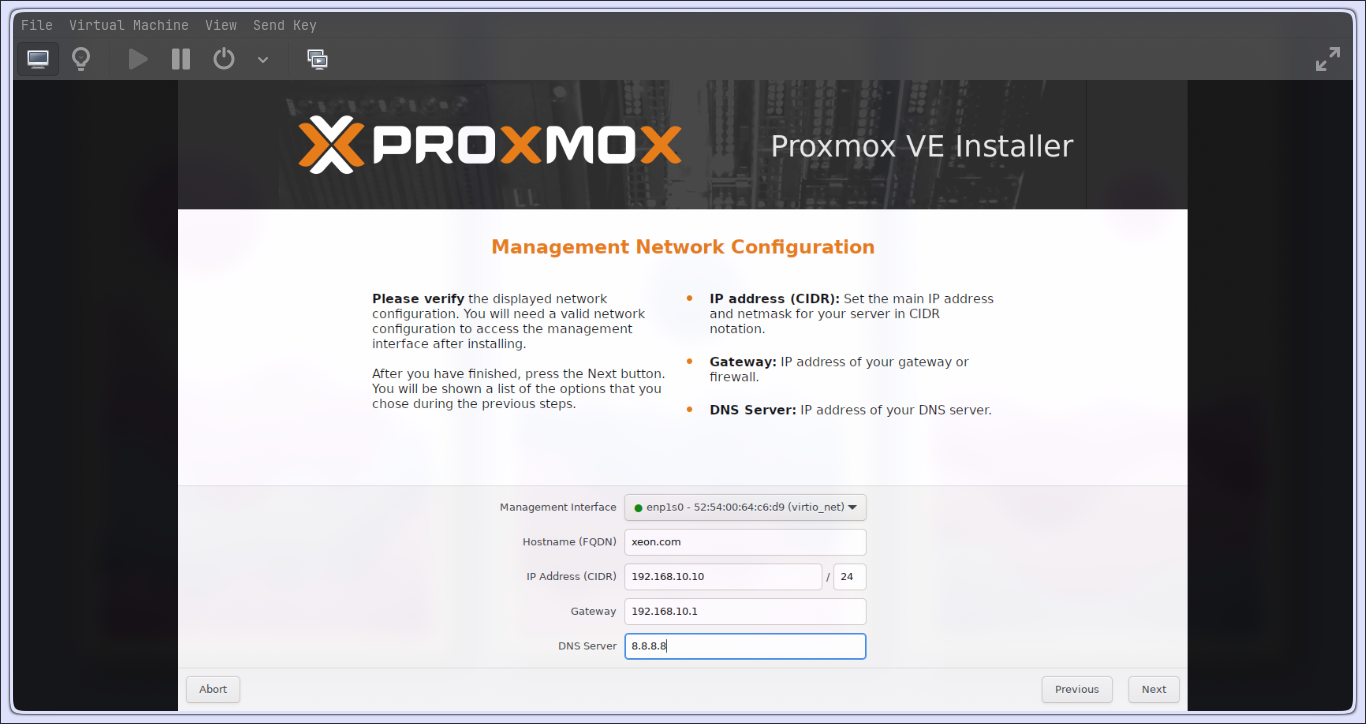 File Virtual Machine View Send Key
PROXMOX
Proxmox VE Installer
Management Network Configuration
Please verify the displayed network
configuration. You will need a valid network
configuration to access the management
interface after installing.
After you have finished, press the Next button.
You will be shown a list of the options that you
chose during the previous steps.
• IP address (CIDR): Set the main IP address
and netmask for your server in CIDR
notation.
• Gateway: IP address of your gateway or
firewall.
• DNS Server: IP address of your DNS server.
Management Interface enp1s0 - 52:54:00:64:c6:d9 (virtio_net)
Hostname (FQDN) xeon.com
IP Address (CIDR) 192.168.10.10 / 24
Gateway 192.168.10.1
DNS Server 8.8.8.8
Abort Previous Next